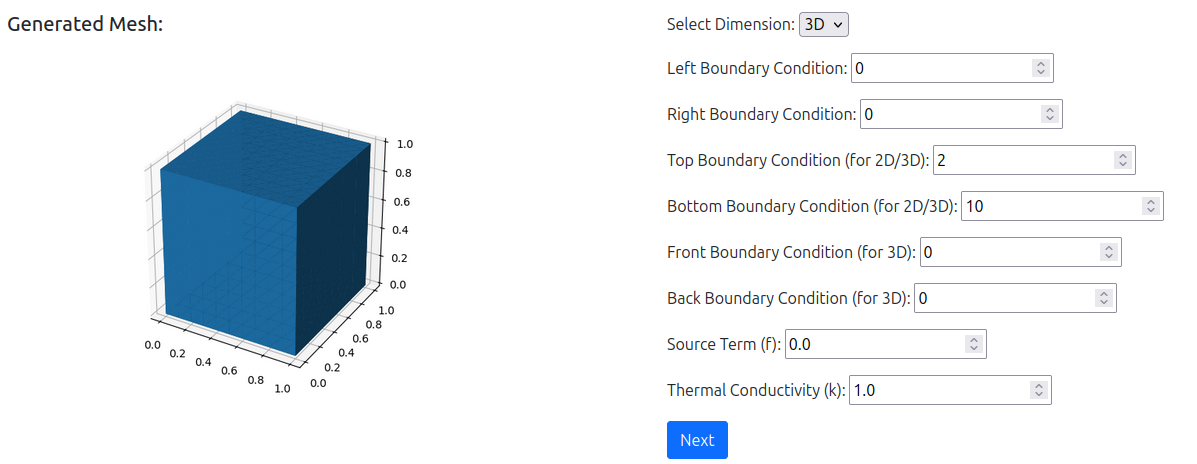 Generated Mesh:
1.0
0.8
0.6
0.4
0.2
0.0
1.0
0.8
0.6
0.4
0.2
0.0
0.0
0.2
0.4
0.6
0.8
1.0
Select Dimension: 3D
Left Boundary Condition: 0
Right Boundary Condition: 0
Top Boundary Condition (for 2D/3D): 2
Bottom Boundary Condition (for 2D/3D): 10
Front Boundary Condition (for 3D): 0
Back Boundary Condition (for 3D): 0
Source Term (f): 0.0
Thermal Conductivity (k): 1.0
Next